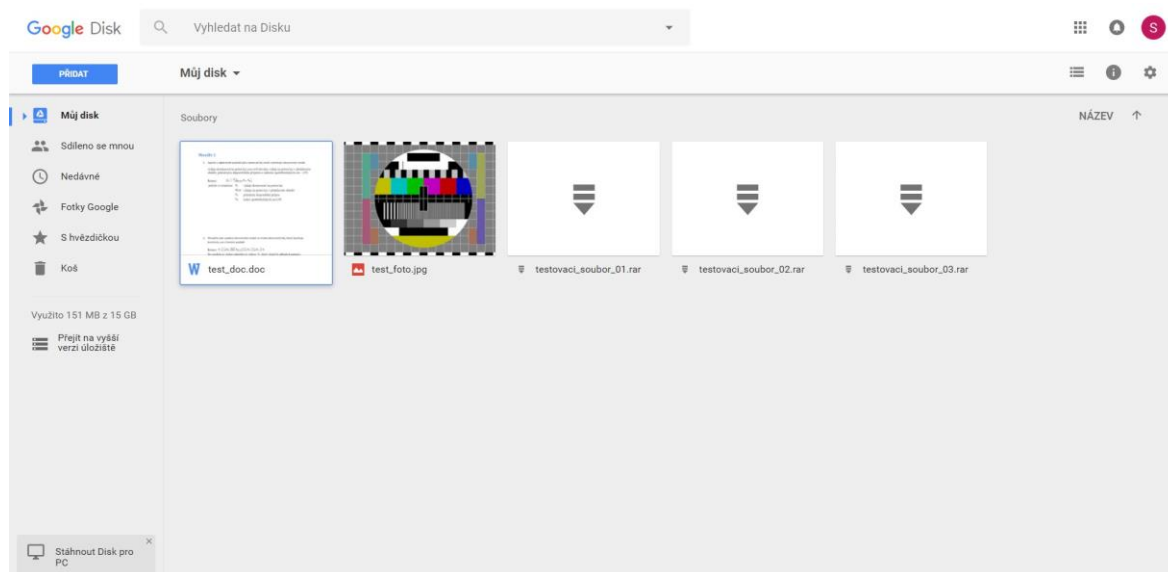 Google Disk
Vyhledat na Disku
S
PŘIDAT
Můj disk
Můj disk
Sdíleno se mnou
Nedávné
Fotky Google
S hvězdičkou
Koš
Využito 151 MB z 15 GB
Přejít na vyšší
verzi úložiště
Stáhnout Disk pro
PC
Soubory
NÁZEV
test_doc.doc
test_foto.jpg
testovaci_soubor_01.rar
testovaci_soubor_02.rar
testovaci_soubor_03.rar